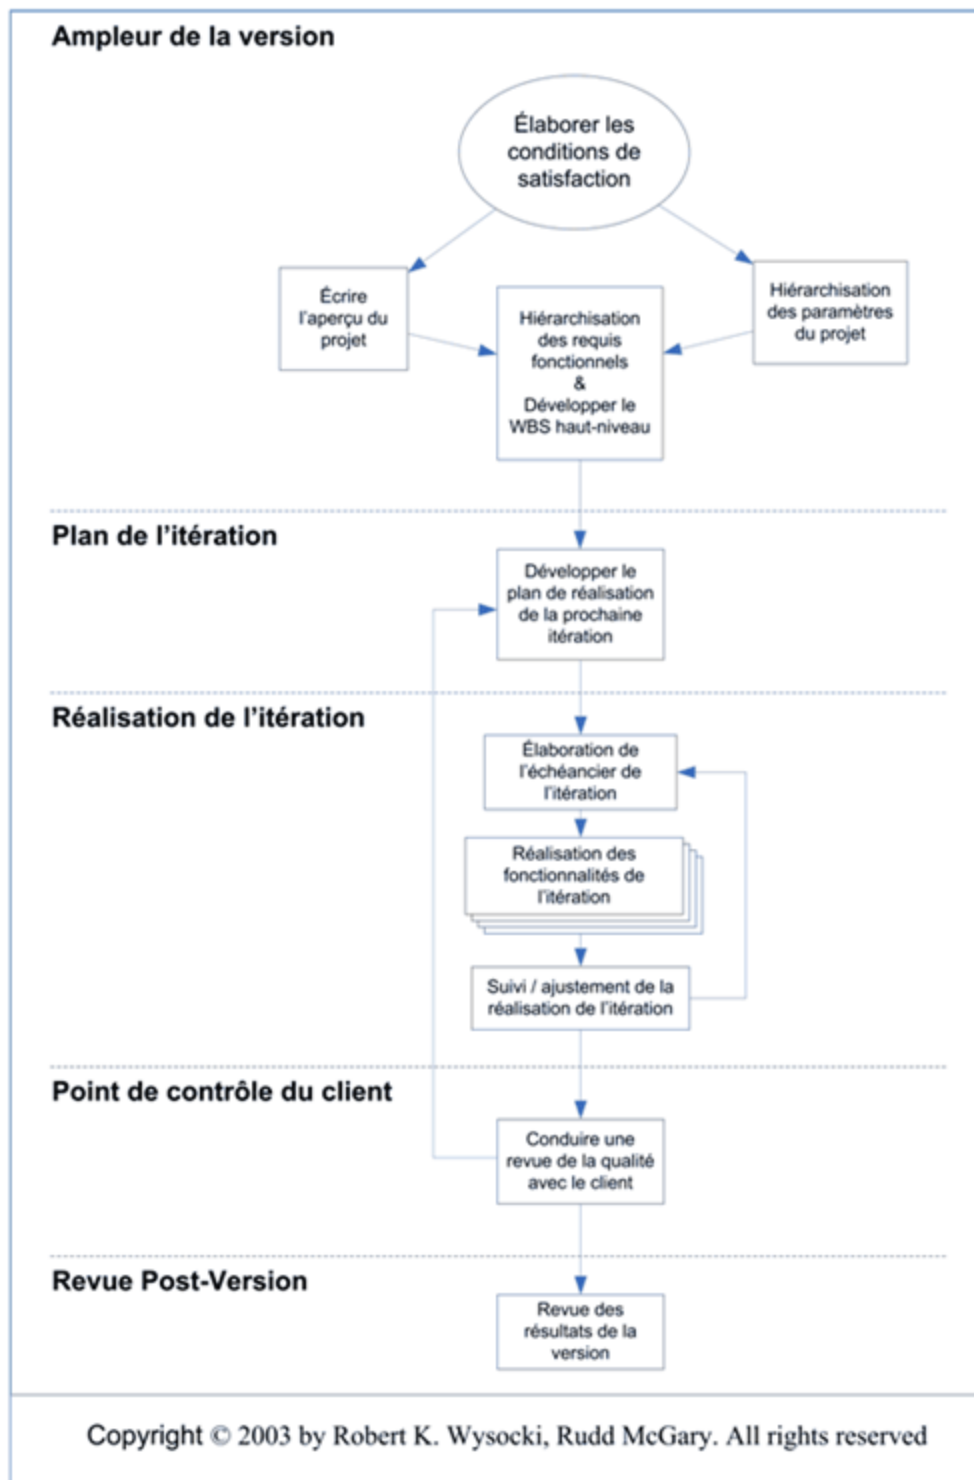 Ampleur de la version
Élaborer les
conditions de
satisfaction
Écrire
l'aperçu du
projet
Hiérarchisation
des requis
fonctionnels
&
Développer le
WBS haut-niveau
Hiérarchisation
des paramètres
du projet
Plan de l'itération
Développer le
plan de réalisation
de la prochaine
itération
Réalisation de l'itération
Élaboration de
l'échéancier de
l'itération
Réalisation des
fonctionnalités de
l'itération
Suivi / ajustement de la
réalisation de l'itération
Point de contrôle du client
Conduire une
revue de la qualité
avec le client
Revue Post-Version
Revue des
résultats de la
version
Copyright © 2003 by Robert K. Wysocki, Rudd McGary. All rights reserved